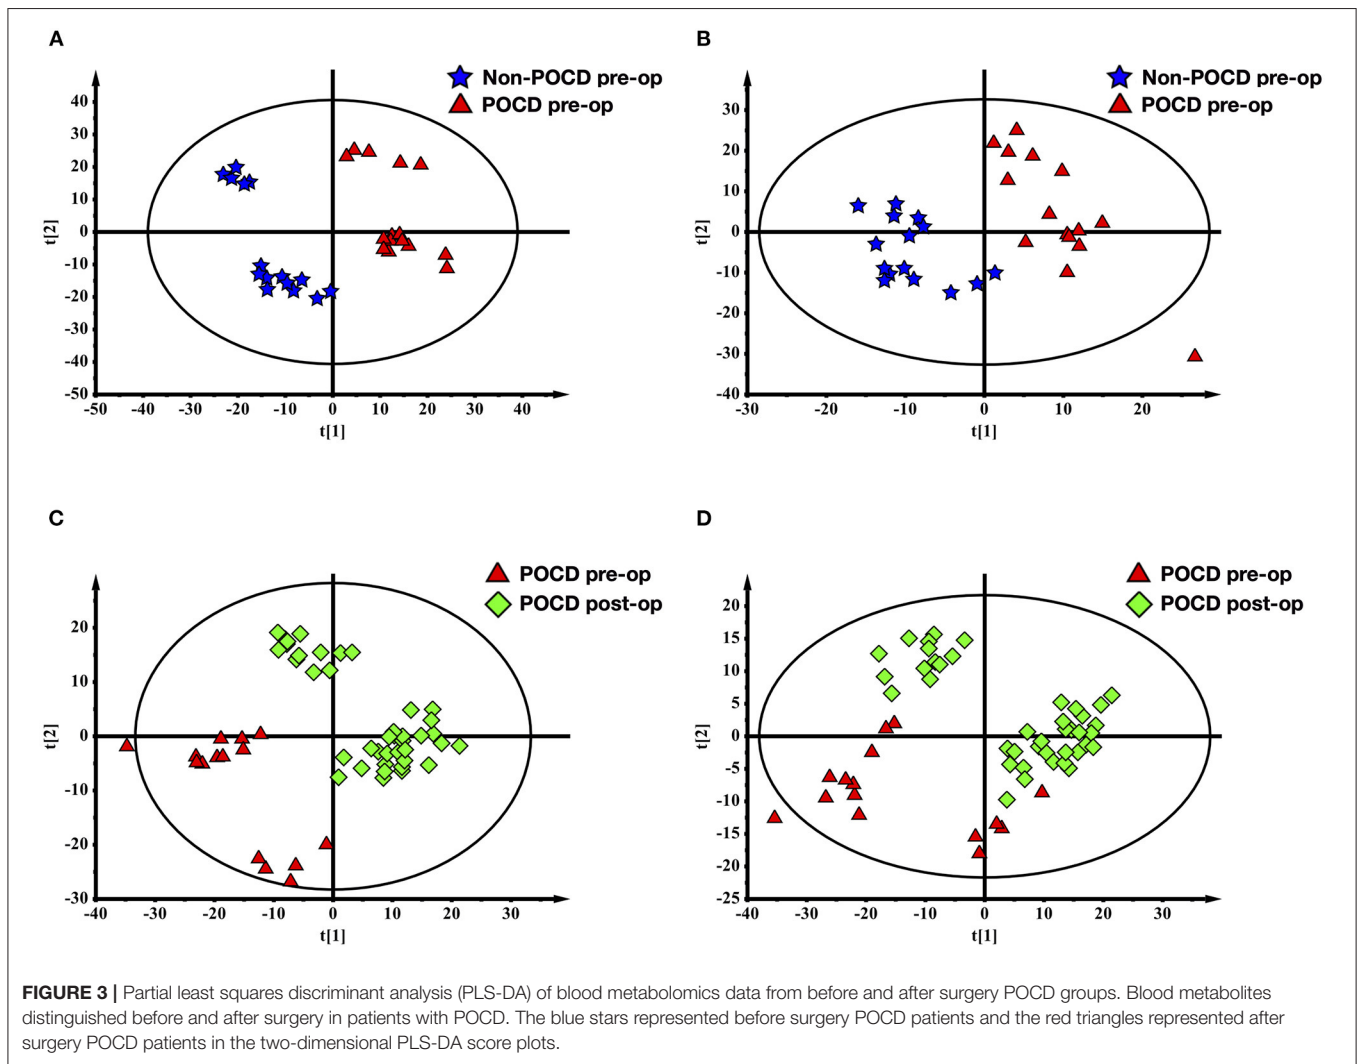 A
Non-POCD pre-op
POCD pre-op
40
30
20
10
0
-10
-20
-30
-40
-50
t[2]
-50 -40 -30 -20 -10 0 10 20 30 40
t[1]
B
Non-POCD pre-op
POCD pre-op
30
20
10
0
-10
-20
-30
-40
t[2]
-30 -20 -10 0 10 20
t[1]
C
POCD pre-op
POCD post-op
20
10
0
-10
-20
-30
t[2]
-40 -30 -20 -10 0 10 20 30
t[1]
D
POCD pre-op
POCD post-op
20
15
10
5
0
-5
-10
-15
-20
-25
t[2]
-40 -30 -20 -10 0 10 20 30
t[1]
FIGURE 3 | Partial least squares discriminant analysis (PLS-DA) of blood metabolomics data from before and after surgery POCD groups. Blood metabolites
distinguished before and after surgery in patients with POCD. The blue stars represented before surgery POCD patients and the red triangles represented after
surgery POCD patients in the two-dimensional PLS-DA score plots.